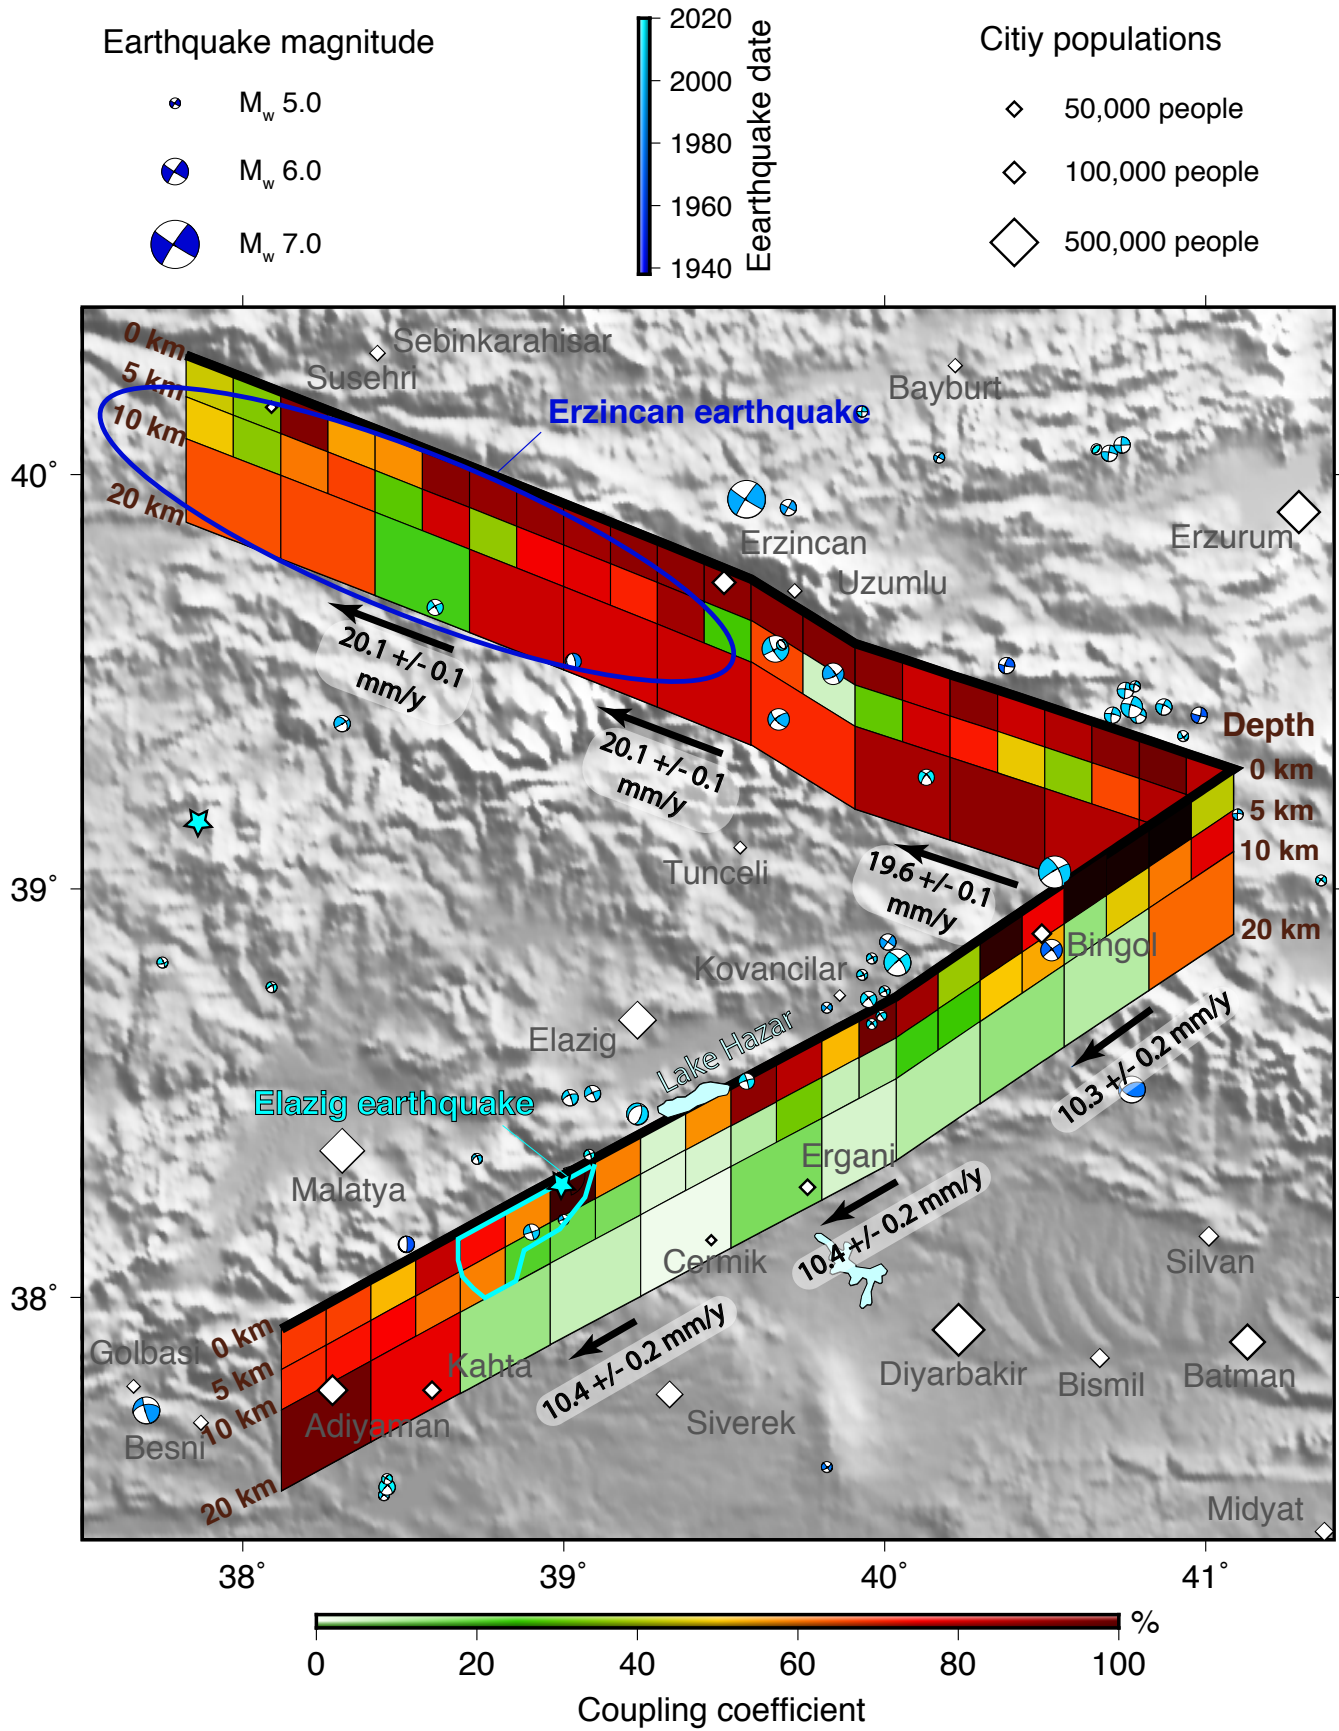 Earthquake magnitude
Mw 5.0
Mw 6.0
Mw 7.0
2020
2000
1980
1960
1940
Eearthquake date
Citiy populations
50,000 people
100,000 people
500,000 people
0 km
5 km
10 km
20 km
Sebinkarahisar
Susehri
Bayburt
Erzincan earthquake
40°
Erzurum
Erzincan
Uzumlu
20.1 +/- 0.1
mm/y
20.1 +/- 0.1
mm/y
Depth
0 km
5 km
10 km
20 km
Tunceli
19.6 +/- 0.1
mm/y
39°
Bingol
Kovancilar
Elazig
Lake Hazar
10.3 +/- 0.2 mm/y
Elazig earthquake
Ergani
Malatya
10.4 +/- 0.2 mm/y
Cermik
Silvan
38°
0 km
5 km
10 km
20 km
Golbasi
Kahta
10.4 +/- 0.2 mm/y
Diyarbakir
Bismil
Batman
Adiyaman
Siverek
Besni
Midyat
38°
39°
40°
41°
%
0
20
40
60
80
100
Coupling coefficient